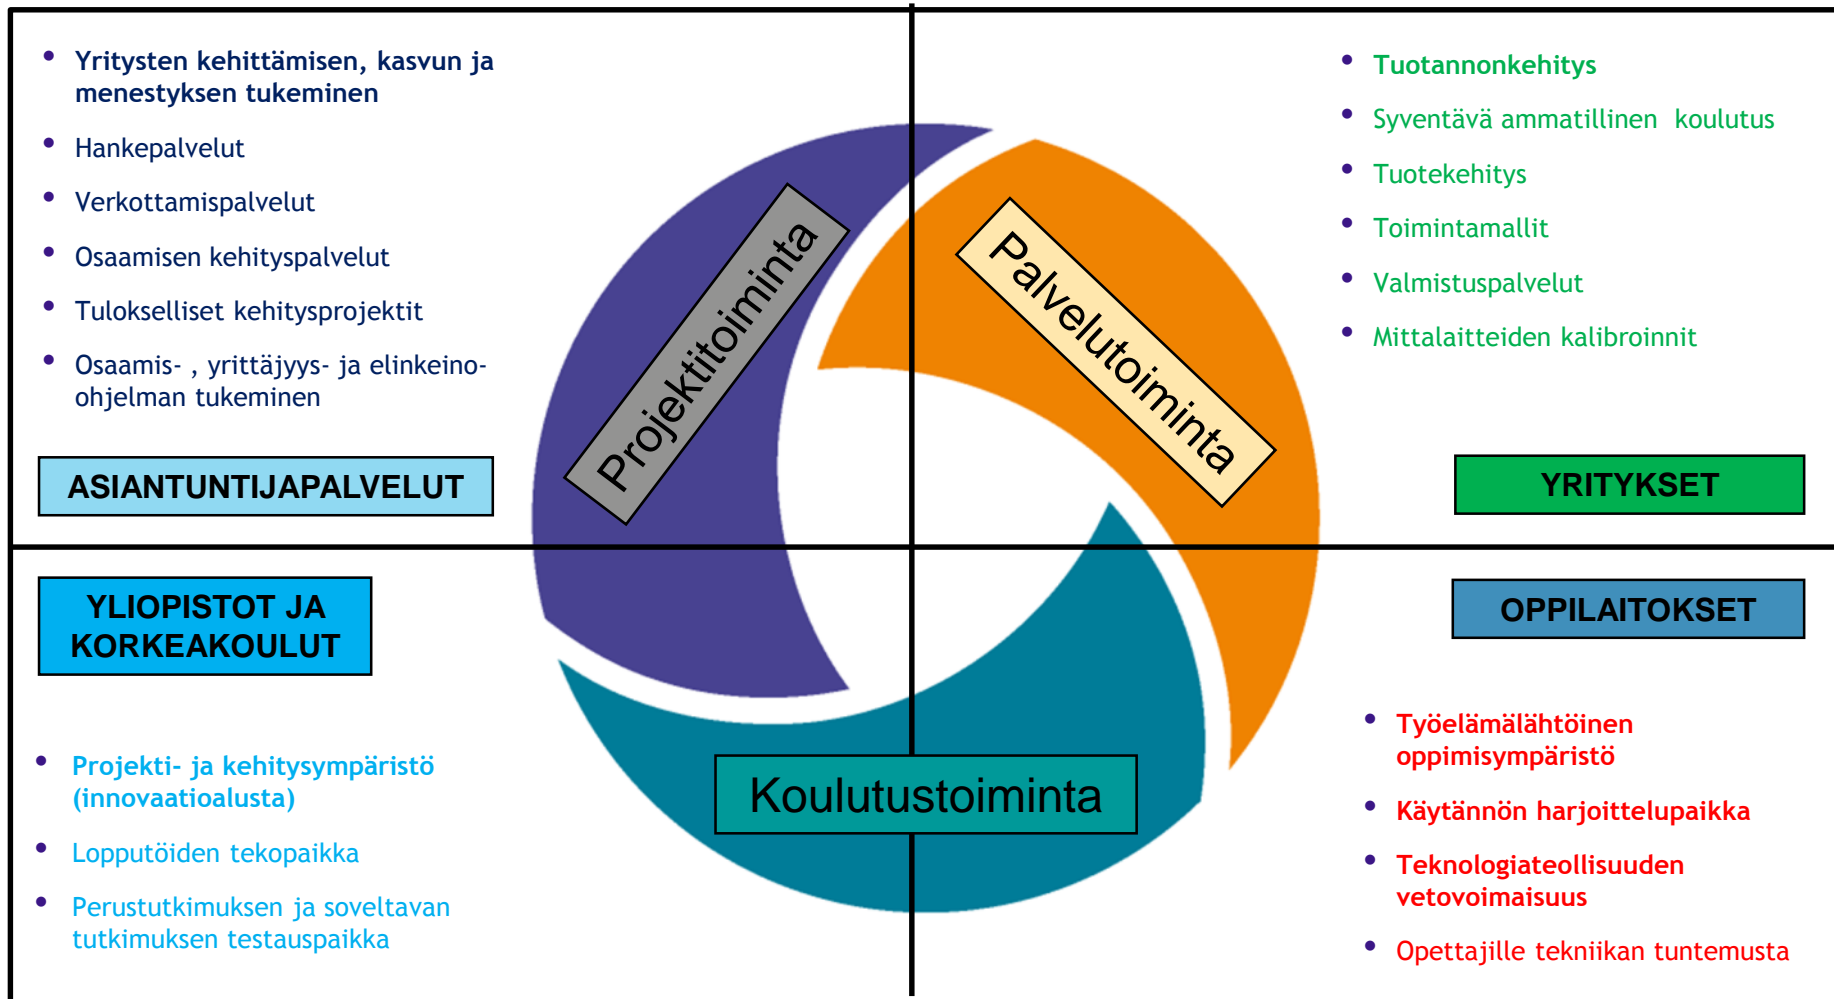 • Yritysten kehittämisen, kasvun ja
menestyksen tukeminen
• Hankepalvelut
• Verkottamispalvelut
• Osaamisen kehityspalvelut
• Tulokselliset kehitysprojektit
• Osaamis- , yrittäjyys- ja elinkeino-
ohjelman tukeminen
ASIANTUNTIJAPALVELUT
Projektitoiminta
Palvelutoiminta
• Tuotannonkehitys
• Syventävä ammatillinen koulutus
• Tuotekehitys
• Toimintamallit
• Valmistuspalvelut
• Mittalaitteiden kalibroinnit
YRITYKSET
YLIOPISTOT JA
KORKEAKOULUT
• Projekti- ja kehitysympäristö
(innovaatioalusta)
• Lopputöiden tekopaikka
• Perustutkimuksen ja soveltavan
tutkimuksen testauspaikka
Koulutustoiminta
OPPILAITOKSET
• Työelämälähtöinen
oppimisympäristö
• Käytännön harjoittelupaikka
• Teknologiateollisuuden
vetovoimaisuus
• Opettajille tekniikan tuntemusta